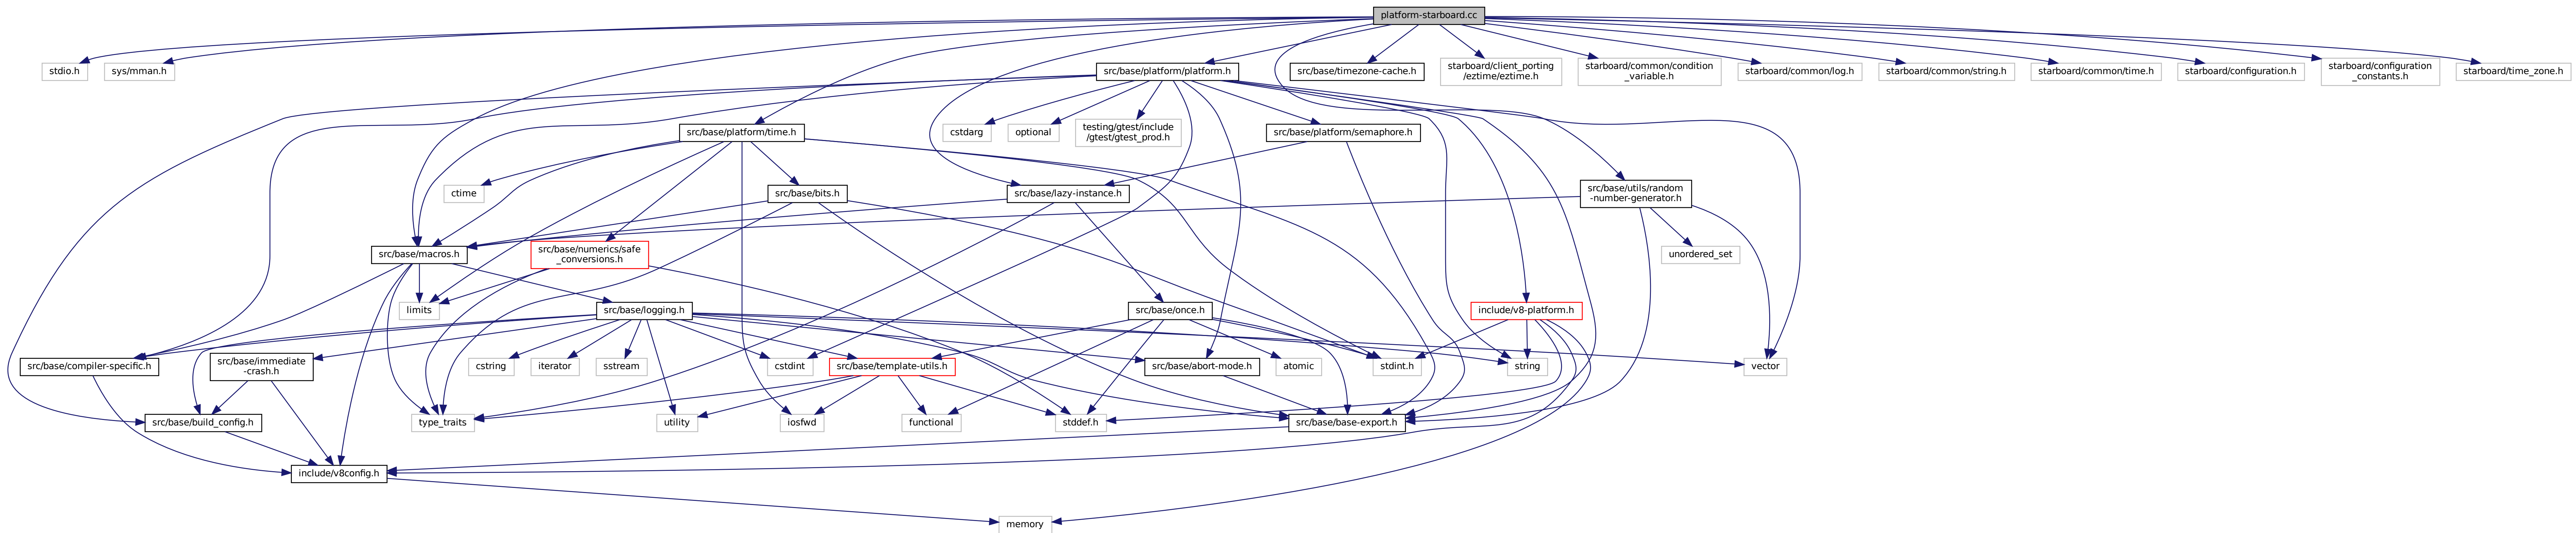 platform-starboard.cc
stdio.h
sys/mman.h
src/base/platform/platform.h
src/base/timezone-cache.h
starboard/client_porting
/eztime/eztime.h
starboard/common/condition
_variable.h
starboard/common/log.h
starboard/common/string.h
starboard/common/time.h
starboard/configuration.h
starboard/configuration
_constants.h
starboard/time_zone.h
src/base/platform/time.h
cstdarg
optional
testing/gtest/include
/gtest/gtest_prod.h
src/base/platform/semaphore.h
ctime
src/base/bits.h
src/base/lazy-instance.h
src/base/utils/random
-number-generator.h
src/base/macros.h
src/base/numerics/safe
_conversions.h
unordered_set
limits
src/base/logging.h
src/base/once.h
include/v8-platform.h
src/base/compiler-specific.h
src/base/immediate
-crash.h
cstring
iterator
sstream
cstdint
src/base/template-utils.h
src/base/abort-mode.h
atomic
stdint.h
string
vector
src/base/build_config.h
type_traits
utility
iosfwd
functional
stddef.h
src/base/base-export.h
include/v8config.h
memory